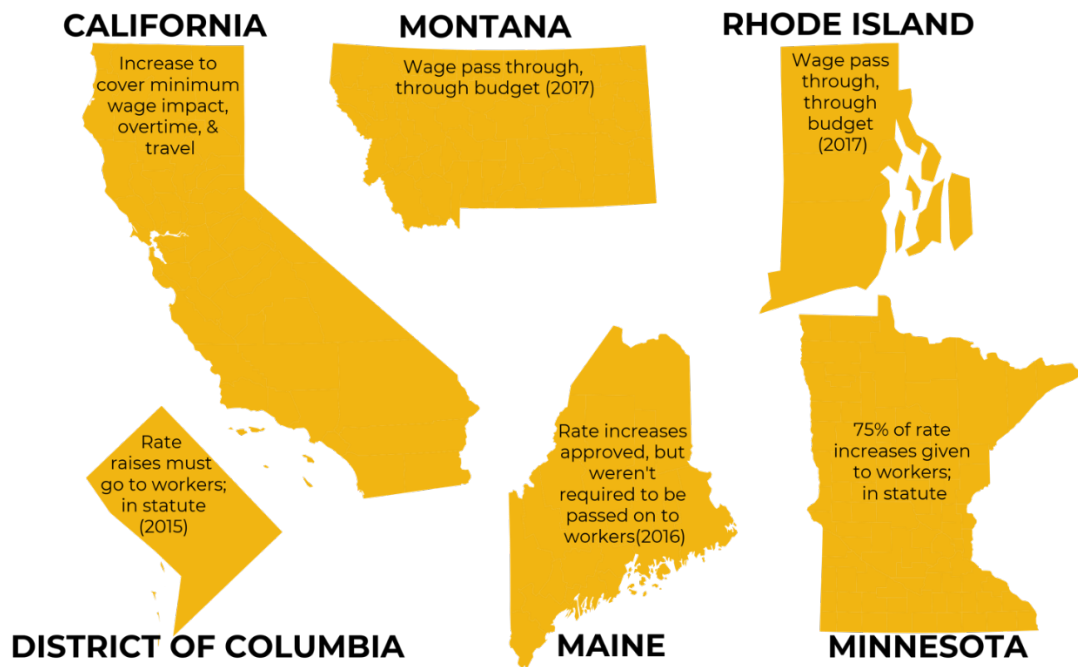 CALIFORNIA
Increase to
cover minimum
wage impact,
overtime, &
travel
MONTANA
Wage pass through,
through budget (2017)
RHODE ISLAND
Wage pass
through,
through
budget
(2017)
Rate
raises must
go to workers;
in statute
(2015)
DISTRICT OF COLUMBIA
Rate increases
approved, but
weren't
required to be
passed on to
workers(2016)
MAINE
75% of rate
increases given
to workers;
in statute
MINNESOTA